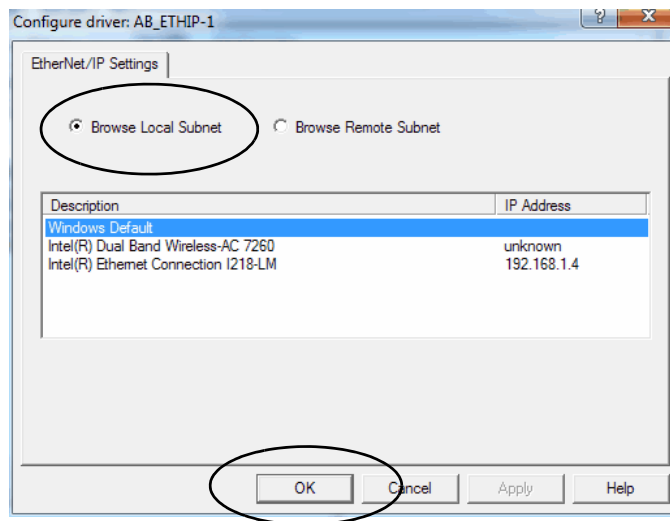 Configure driver: AB_ETHIP-1
EtherNet/IP Settings
Browse Local Subnet Browse Remote Subnet
Description IP Address
Windows Default
Intel(R) Dual Band Wireless-AC 7260 unknown
Intel(R) Ethernet Connection I218-LM 192.168.1.4
OK Cancel Apply Help